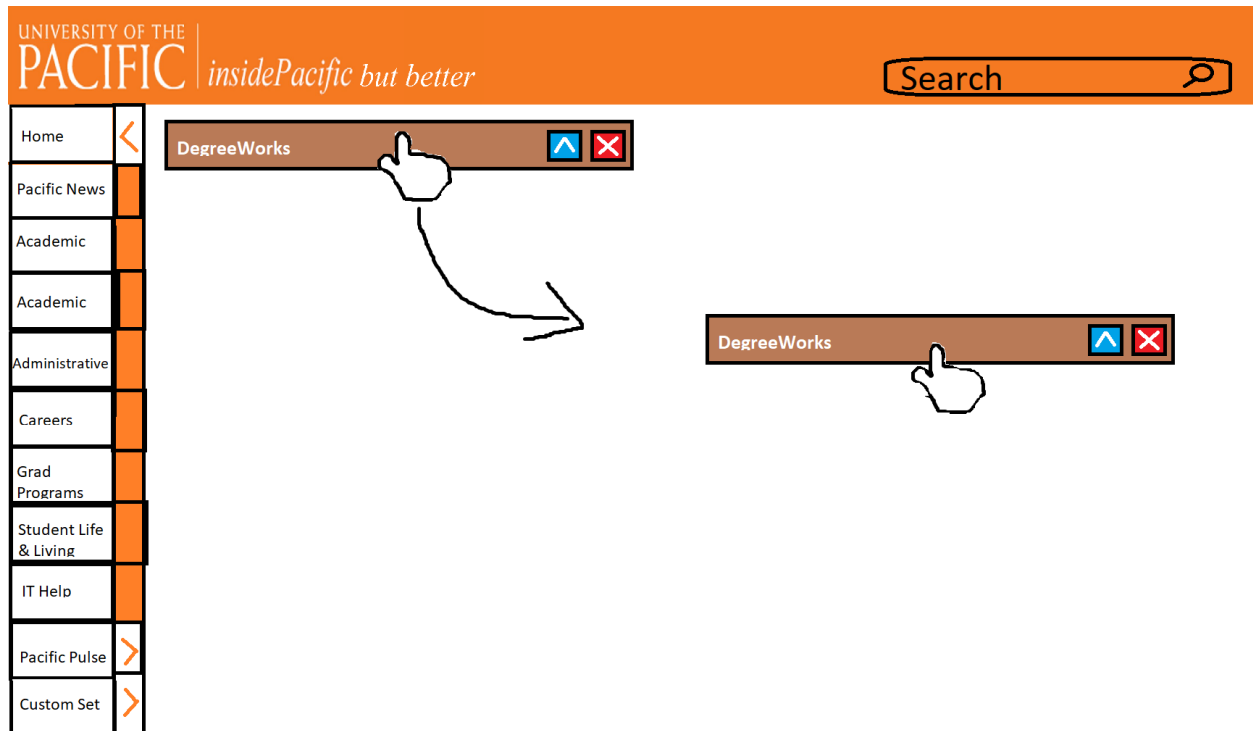 UNIVERSITY OF THE
PACIFIC
insidePacific but better
Search
Home
DegreeWorks
Pacific News
Academic
Academic
DegreeWorks
Administrative
Careers
Grad
Programs
Student Life
& Living
IT Help
Pacific Pulse
Custom Set